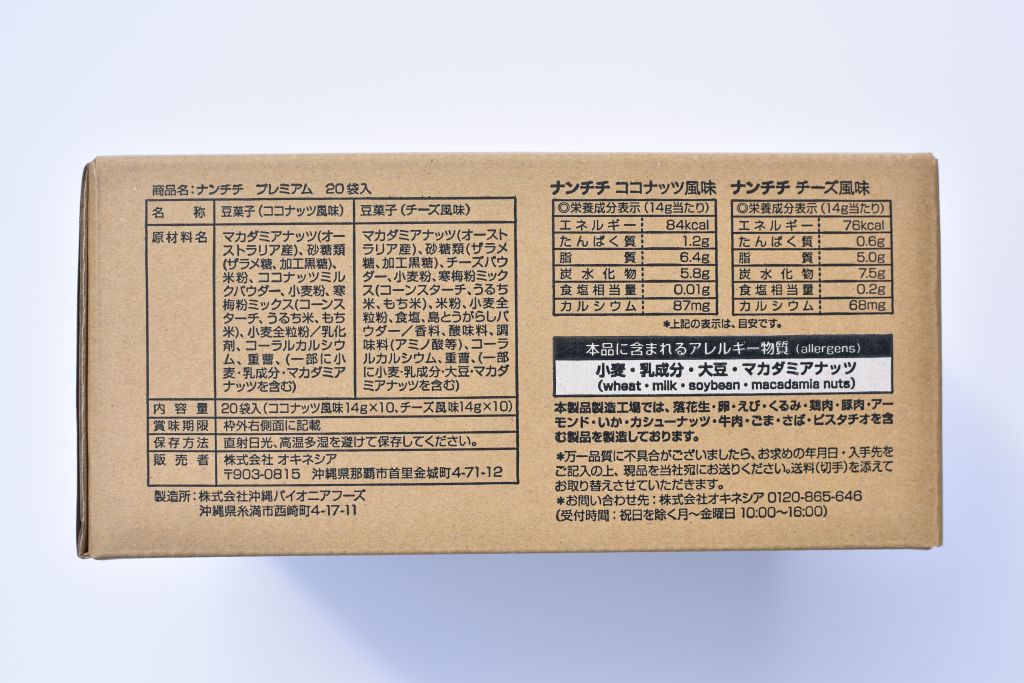 商品名：ナンチチ プレミアム 20袋入
名 称 豆菓子（ココナッツ風味） 豆菓子（チーズ風味）
原材料名
マカダミアナッツ（オー
ストラリア産）、砂糖類
（ザラメ糖、加工黒糖）、
米粉、ココナッツミル
クパウダー、小麦粉、寒
梅粉ミックス（コーンス
ターチ、うるち米、もち
米）、小麦全粒粉／乳化
剤、コーラルカルシウ
ム、重曹、（一部に小
麦・乳成分・マカダミア
ナッツを含む）
マカダミアナッツ（オースト
ラリア産）、砂糖類（ザラメ
糖、加工黒糖）、チーズパウ
ダー、小麦粉、寒梅粉ミック
ス（コーンスターチ、うるち
米、もち米）、米粉、小麦全
粒粉、食塩、島とうがらしパ
ウダー／香料、酸味料、調
味料（アミノ酸等）、コーラ
ルカルシウム、重曹、（一部
に小麦・乳成分・大豆・マカダ
ミアナッツを含む）
内 容 量 20袋入（ココナッツ風味14g×10、チーズ風味14g×10）
賞味期限 枠外右側面に記載
保存方法 直射日光、高温多湿を避けて保存してください。
販 売 者 株式会社 オキネシア
〒903-0815 沖縄県那覇市首里金城町4-71-12
製造所：株式会社沖縄パイオニアフーズ
沖縄県糸満市西崎町4-17-11
ナンチチ ココナッツ風味
◎栄養成分表示（14g当たり）
エネルギー 84kcal
たんぱく質 1.2g
脂 質 6.4g
炭水化物 5.8g
食塩相当量 0.01g
カルシウム 87mg
ナンチチ チーズ風味
◎栄養成分表示（14g当たり）
エネルギー 76kcal
たんぱく質 0.6g
脂 質 5.0g
炭水化物 7.5g
食塩相当量 0.2g
カルシウム 68mg
*上記の表示は、目安です。
本品に含まれるアレルギー物質（allergens）
小麦・乳成分・大豆・マカダミアナッツ
（wheat・milk・soybean・macadamia nuts）
本製品製造工場では、落花生・卵・えび・くるみ・鶏肉・豚肉・アー
モンド・いか・カシューナッツ・牛肉・ごま・さば・ピスタチオを含
む製品を製造しております。
*万一品質に不具合がございましたら、お求めの年月日・入手先を
ご記入の上、現品を当社宛にお送りください。送料（切手）を添えて
お取り替えさせていただきます。
*お問い合わせ先：株式会社オキネシア 0120-865-646
（受付時間：祝日を除く月～金曜日 10:00～16:00）